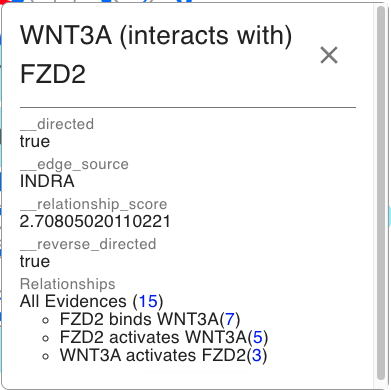 WNT3A (interacts with)
FZD2
__directed
true
__edge_source
INDRA
__relationship_score
2.70805020110221
__reverse_directed
true
Relationships
All Evidences (15)
FZD2 binds WNT3A(7)
FZD2 activates WNT3A(5)
WNT3A activates FZD2(3)